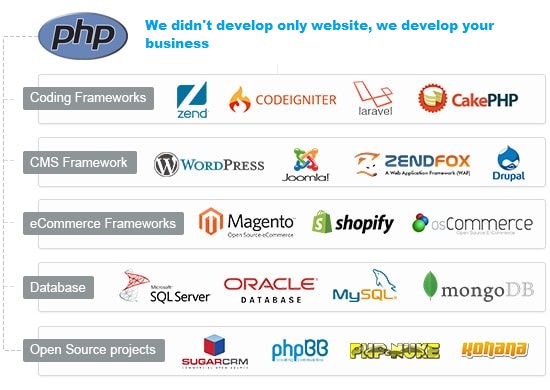 php
We didn't develop only website, we develop your
business
Coding Frameworks
zend
CODEIGNITER
laravel
CakePHP
CMS Framework
WORDPRESS
Joomla!
ZENDFOX
A Web-Application Framework (WAF)
Drupal
eCommerce Frameworks
Magento
Open Source eCommerce
shopify
osCommerce
Open Source E-Commerce
Database
Microsoft
SQL Server
ORACLE
DATABASE
MySQL
mongoDB
Open Source projects
SUGARCRM
COMMERCIAL OPEN SOURCE
phpBB
creating communities
PHP-NUKE
KOHANA